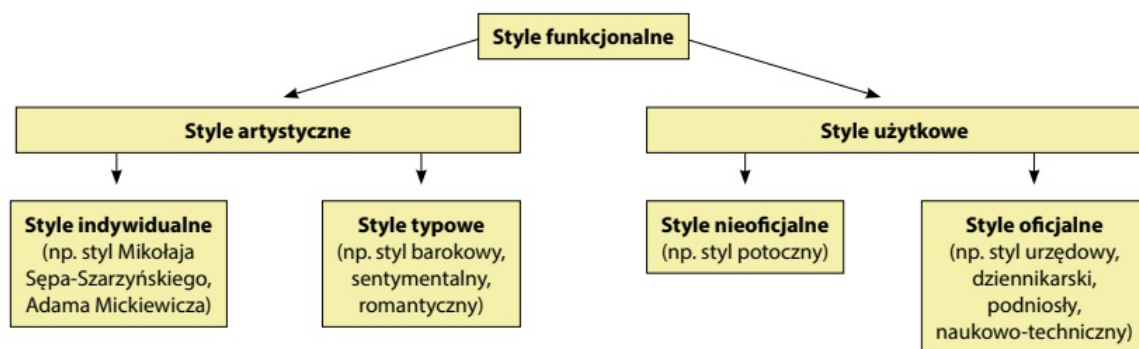 Style funkcjonalne
Style artystyczne
Style użytkowe
Style indywidualne
(np. styl Mikołaja
Sępa-Szarzyńskiego,
Adama Mickiewicza)
Style typowe
(np. styl barokowy,
sentymentalny,
romantyczny)
Style nieoficjalne
(np. styl potoczny)
Style oficjalne
(np. styl urzędowy,
dziennikarski,
podniosły,
naukowo-techniczny)